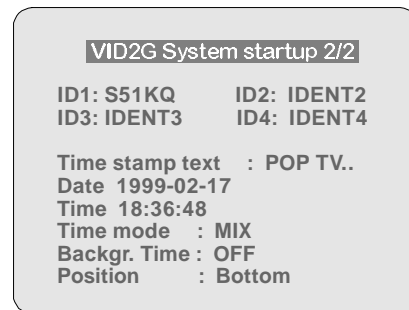 VID2G System startup 2/2
ID1: S51KQ ID2: IDENT2
ID3: IDENT3 ID4: IDENT4
Time stamp text : POP TV..
Date 1999-02-17
Time 18:36:48
Time mode : MIX
Backgr. Time : OFF
Position : Bottom